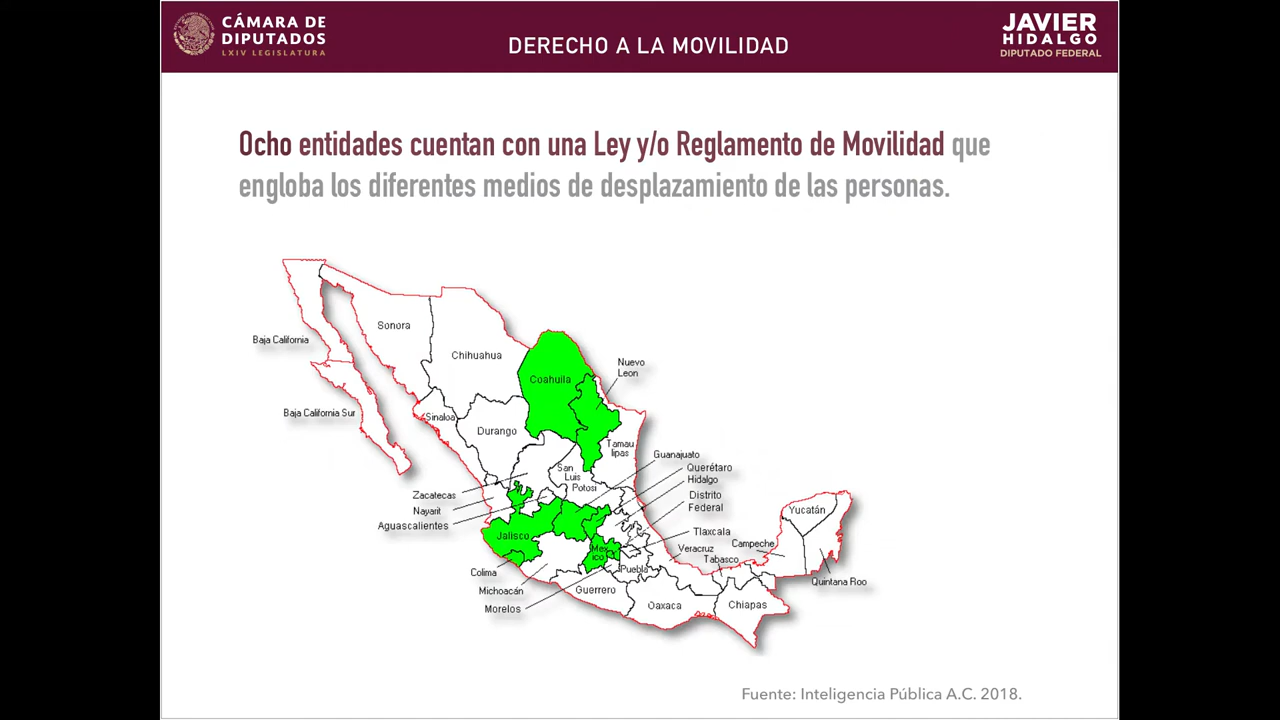 CÁMARA DE
DIPUTADOS
LXIV LEGISLATURA
DERECHO A LA MOVILIDAD
JAVIER
HIDALGO
DIPUTADO FEDERAL
Ocho entidades cuentan con una Ley y/o Reglamento de Movilidad que
engloba los diferentes medios de desplazamiento de las personas.
Baja California
Sonora
Chihuahua
Coahuila
Nuevo
Leon
Baja California Sur
Sinaloa
Durango
Tamau
lipas
San
Luis
Potosi
Guanajuato
Querétaro
Hidalgo
Distrito
Federal
Zacatecas
Nayarit
Aguascalientes
Jalisco
Mex
ico
Tlaxcala
Veracruz
Tabasco
Campeche
Yucatán
Quintana Roo
Colima
Michoacán
Morelos
Puebla
Guerrero
Oaxaca
Chiapas
Fuente: Inteligencia Pública A.C. 2018.